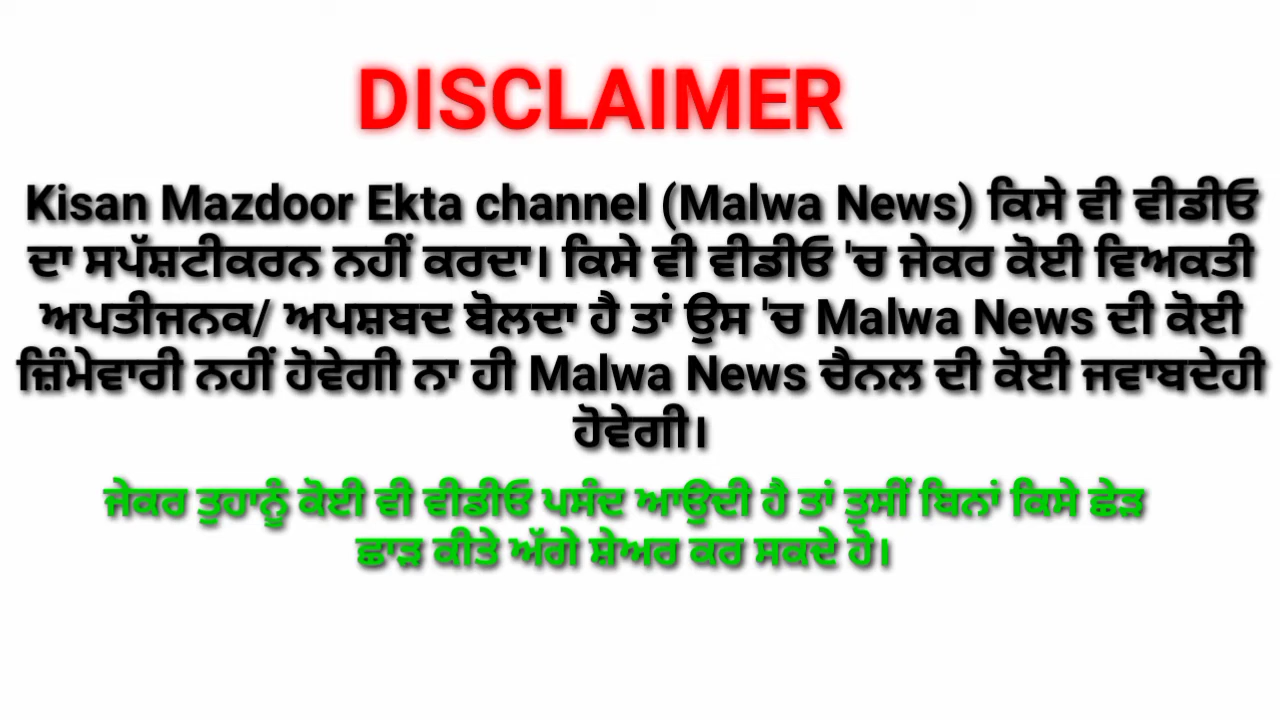 DISCLAIMER
Kisan Mazdoor Ekta channel (Malwa News) ਕਿਸੇ ਵੀ ਵੀਡੀਓ
ਦਾ ਸਪੱਸ਼ਟੀਕਰਨ ਨਹੀਂ ਕਰਦਾ। ਕਿਸੇ ਵੀ ਵੀਡੀਓ 'ਚ ਜੇਕਰ ਕੋਈ ਵਿਅਕਤੀ
ਅਪਤੀਜਨਕ/ ਅਪਸ਼ਬਦ ਬੋਲਦਾ ਹੈ ਤਾਂ ਉਸ 'ਚ Malwa News ਦੀ ਕੋਈ
ਜ਼ਿੰਮੇਵਾਰੀ ਨਹੀਂ ਹੋਵੇਗੀ ਨਾ ਹੀ Malwa News ਚੈਨਲ ਦੀ ਕੋਈ ਜਵਾਬਦੇਹੀ
ਹੋਵੇਗੀ।
ਜੇਕਰ ਤੁਹਾਨੂੰ ਕੋਈ ਵੀ ਵੀਡੀਓ ਪਸੰਦ ਆਉਦੀ ਹੈ ਤਾਂ ਤੁਸੀਂ ਬਿਨਾਂ ਕਿਸੇ ਛੇੜ
ਛਾੜ ਕੀਤੇ ਅੱਗੇ ਸ਼ੇਅਰ ਕਰ ਸਕਦੇ ਹੋ।